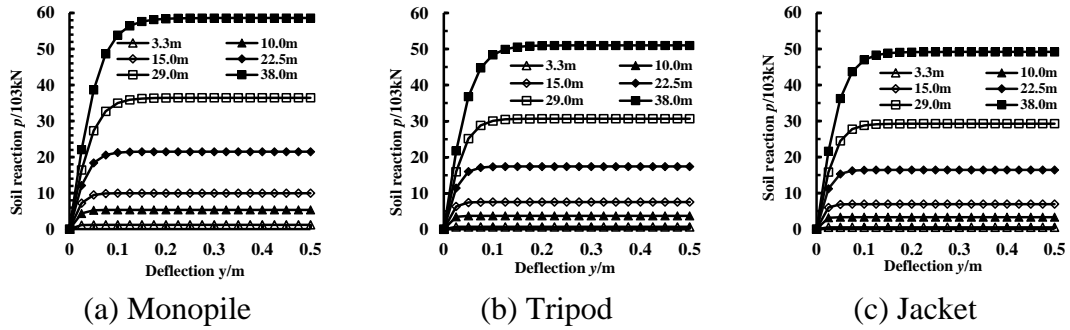 60
50
40
30
20
10
0
Soil reaction p/103kN
3.3m 10.0m
15.0m 22.5m
29.0m 38.0m
0 0.1 0.2 0.3 0.4 0.5
Deflection y/m
(a) Monopile
60
50
40
30
20
10
0
Soil reaction p/103kN
3.3m 10.0m
15.0m 22.5m
29.0m 38.0m
0 0.1 0.2 0.3 0.4 0.5
Deflection y/m
(b) Tripod
60
50
40
30
20
10
0
Soil reaction p/103kN
3.3m 10.0m
15.0m 22.5m
29.0m 38.0m
0 0.1 0.2 0.3 0.4 0.5
Deflection y/m
(c) Jacket